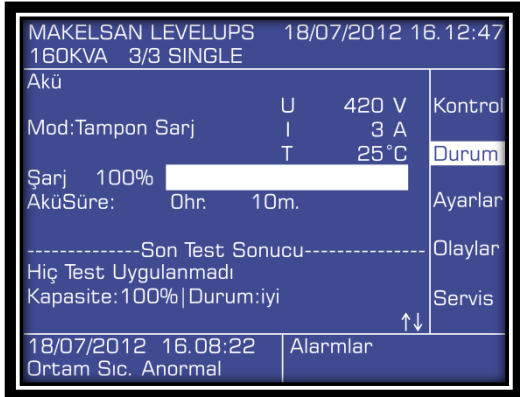 MAKELSAN LEVELUPS 18/07/2012 16.12:47
160KVA 3/3 SINGLE
Akü
U 420 V
Mod:Tampon Sarj I 3 A
T 25°C
Şarj 100%
AküSüre: 0hr. 10m.
--------------Son Test Sonucu---------------
Hiç Test Uygulanmadı
Kapasite:100%|Durum:iyi
↑↓
Kontrol
Durum
Ayarlar
Olaylar
Servis
18/07/2012 16.08:22
Ortam Sıc. Anormal
Alarmlar